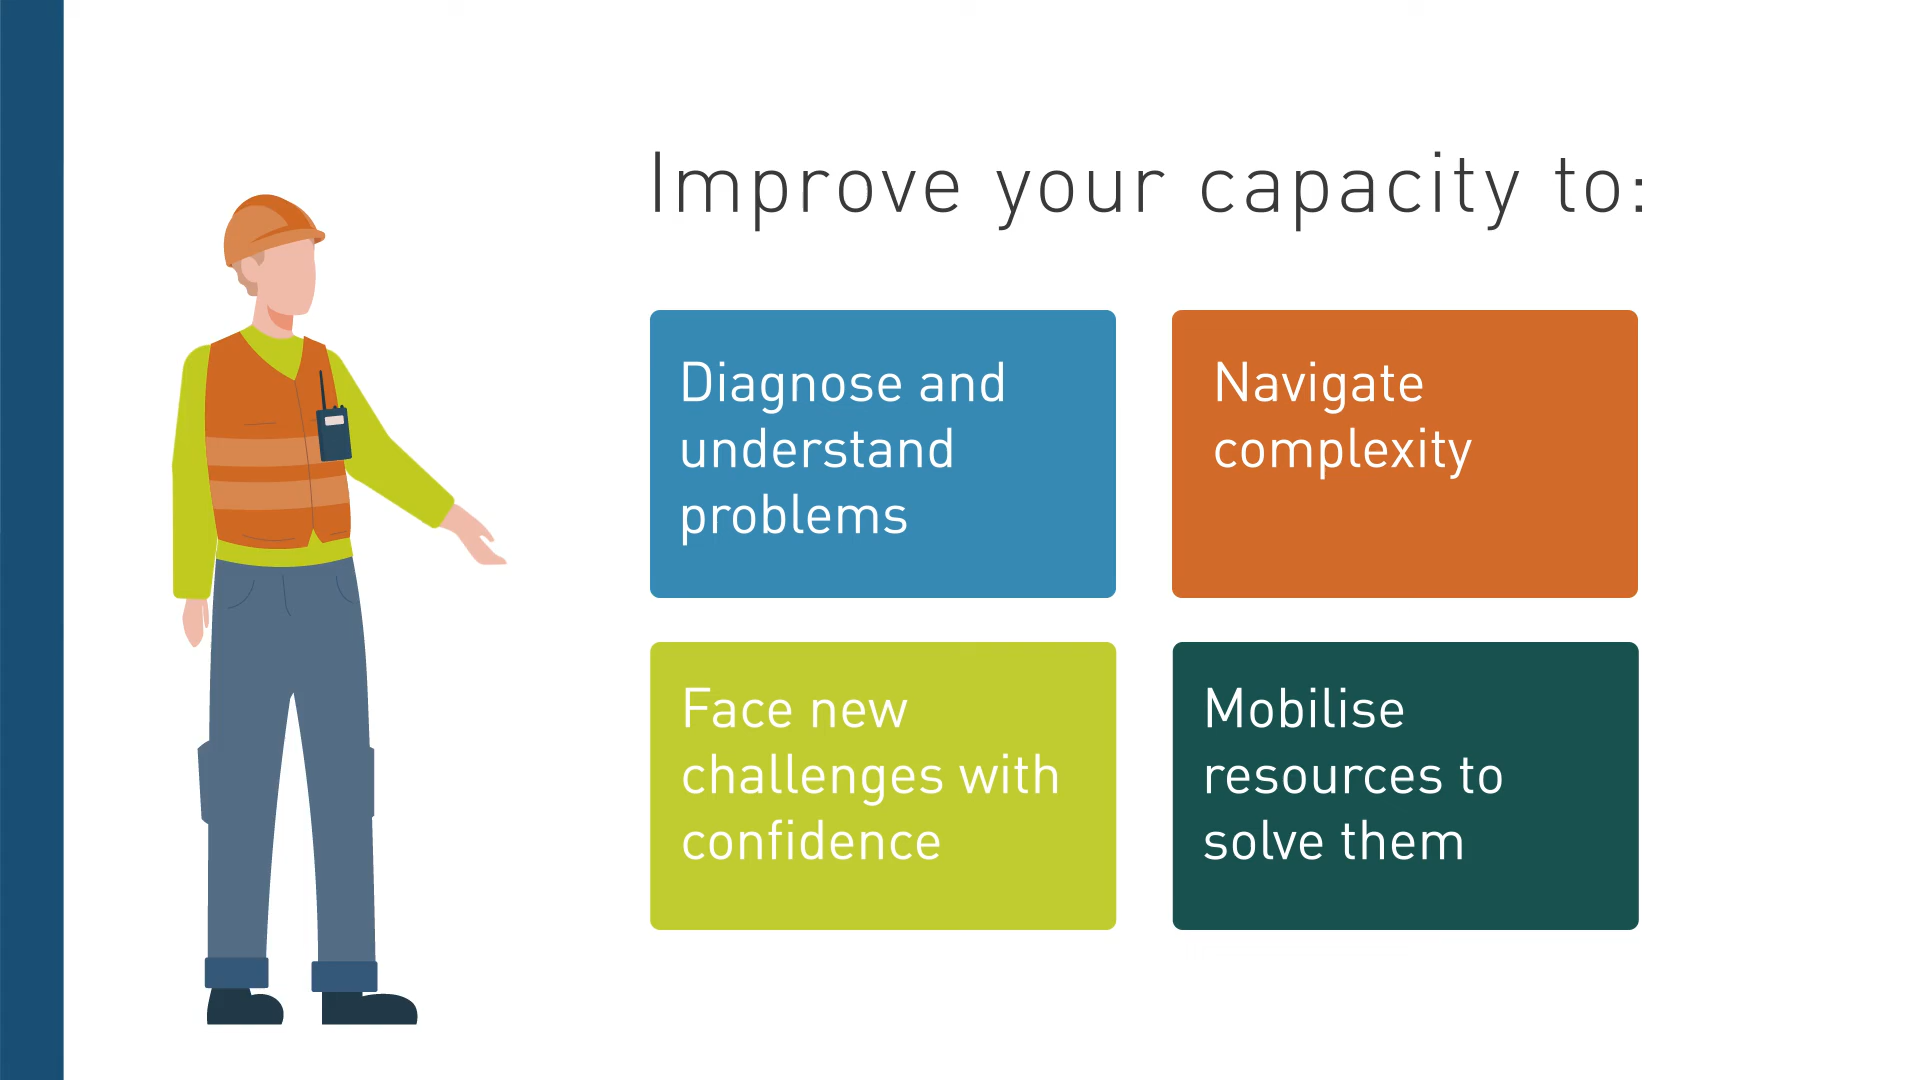 Improve your capacity to:
Diagnose and
understand
problems
Navigate
complexity
Face new
challenges with
confidence
Mobilise
resources to
solve them